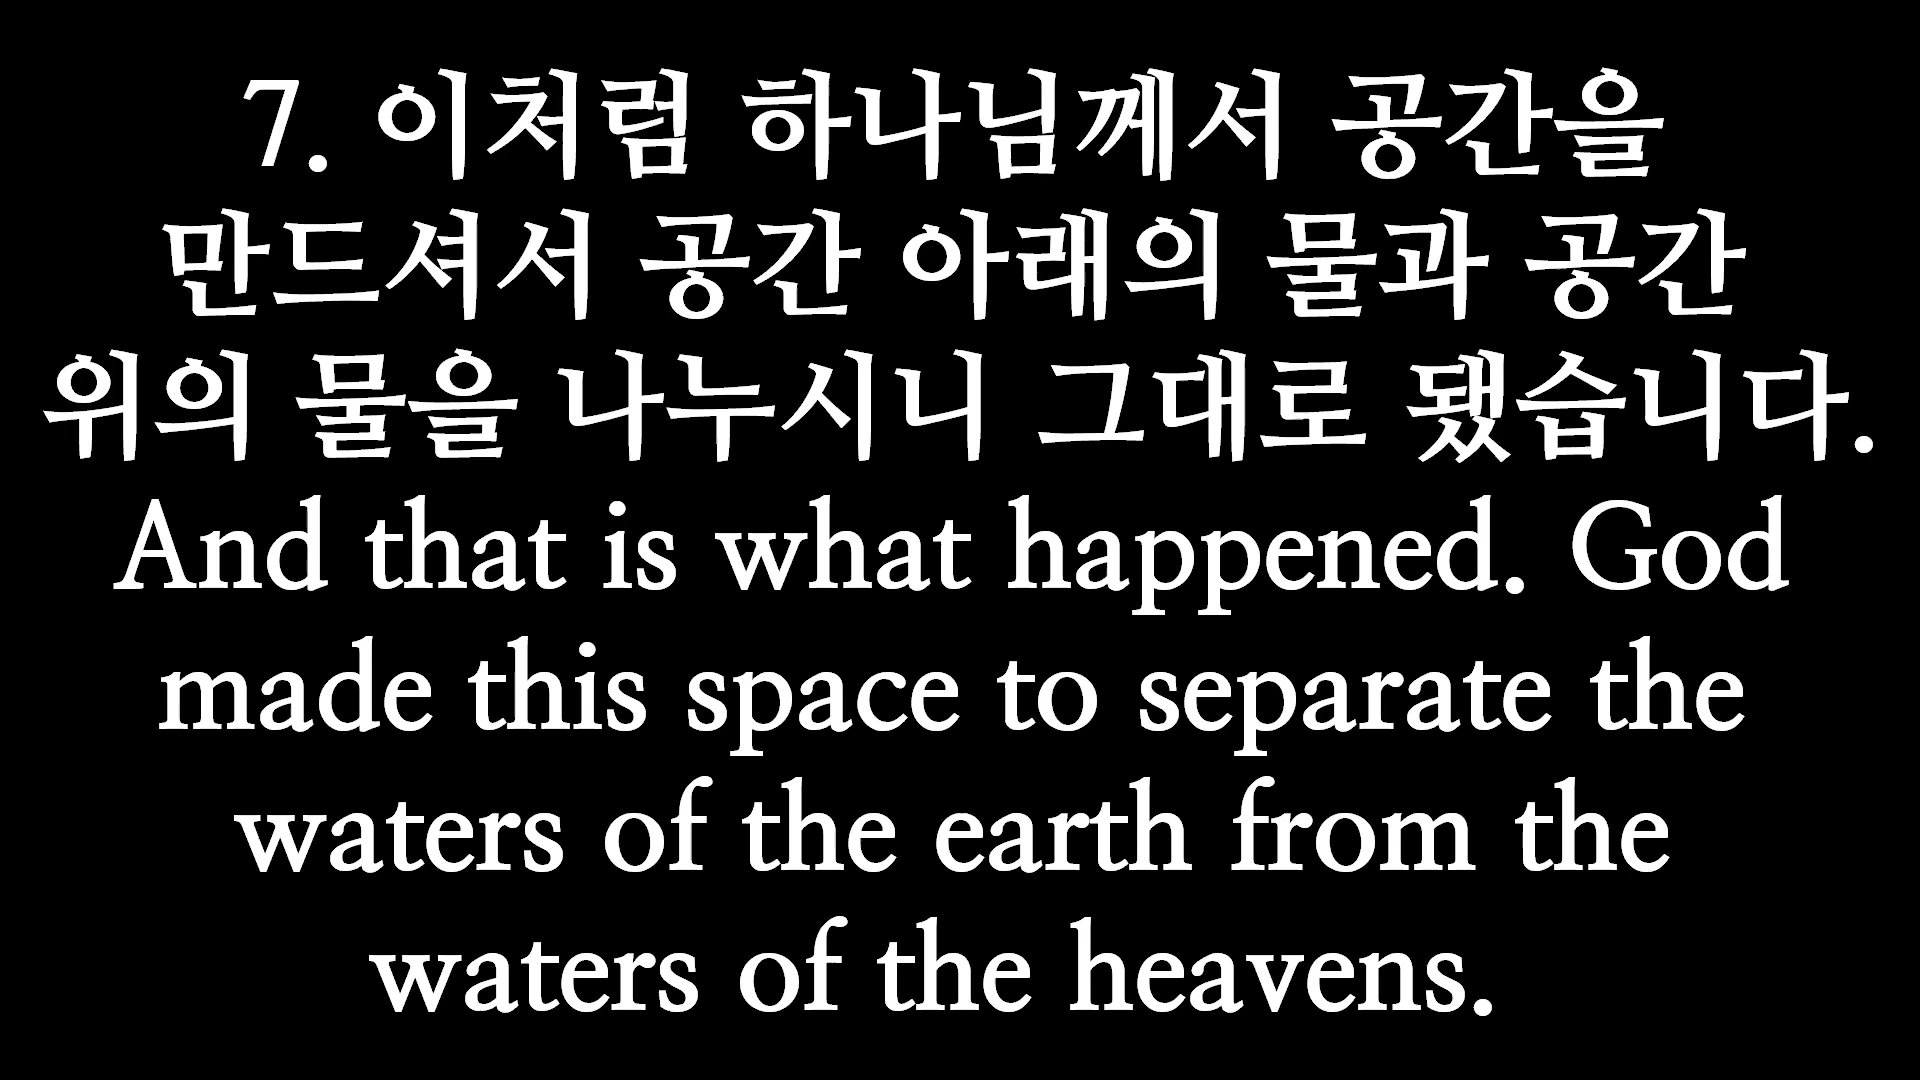 7. 이처럼 하나님께서 공간을
만드셔서 공간 아래의 물과 공간
위의 물을 나누시니 그대로 됐습니다.
And that is what happened. God
made this space to separate the
waters of the earth from the
waters of the heavens.